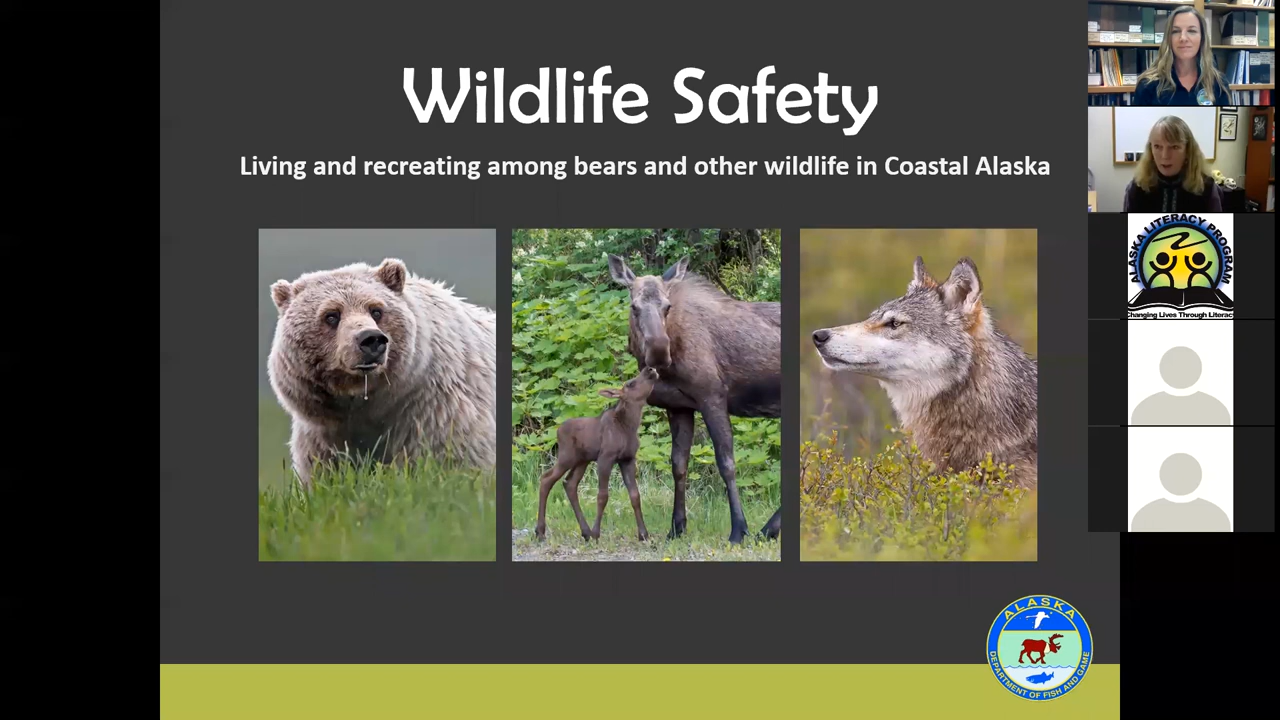 Wildlife Safety
Living and recreating among bears and other wildlife in Coastal Alaska
ALASKA LITERACY PROGRAM
Changing Lives Through Literac
ALASKA
DEPARTMENT OF FISH AND GAME